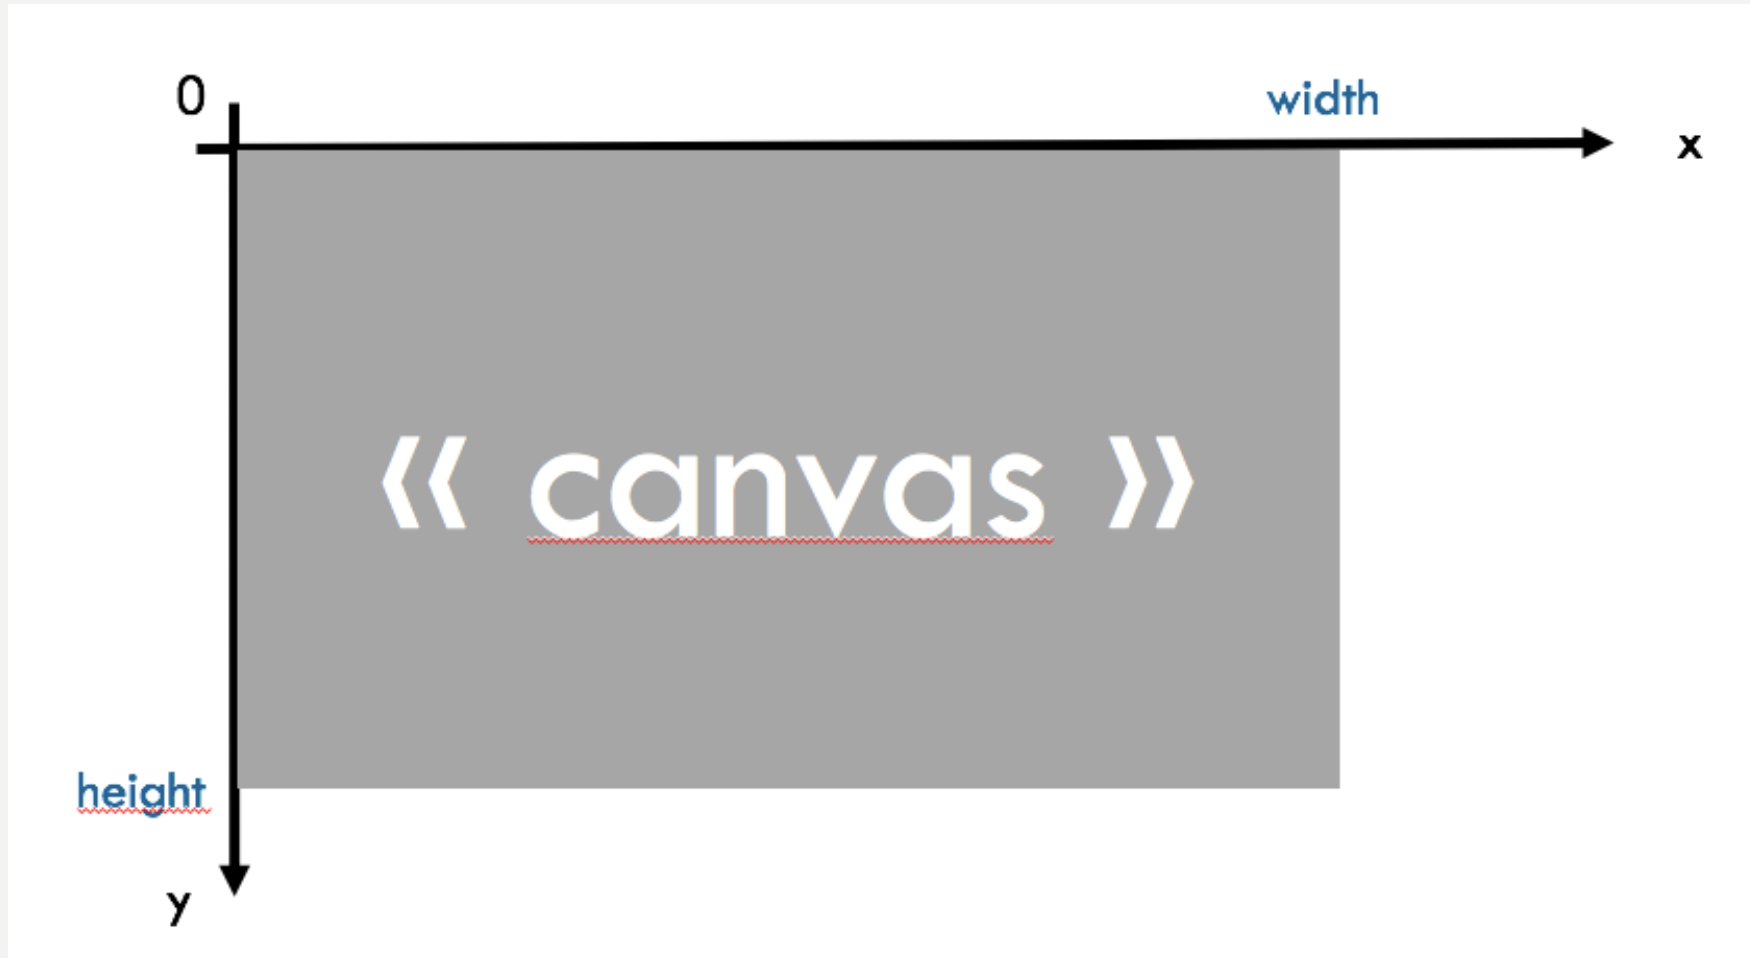 0
width
x
« canvas »
height
y